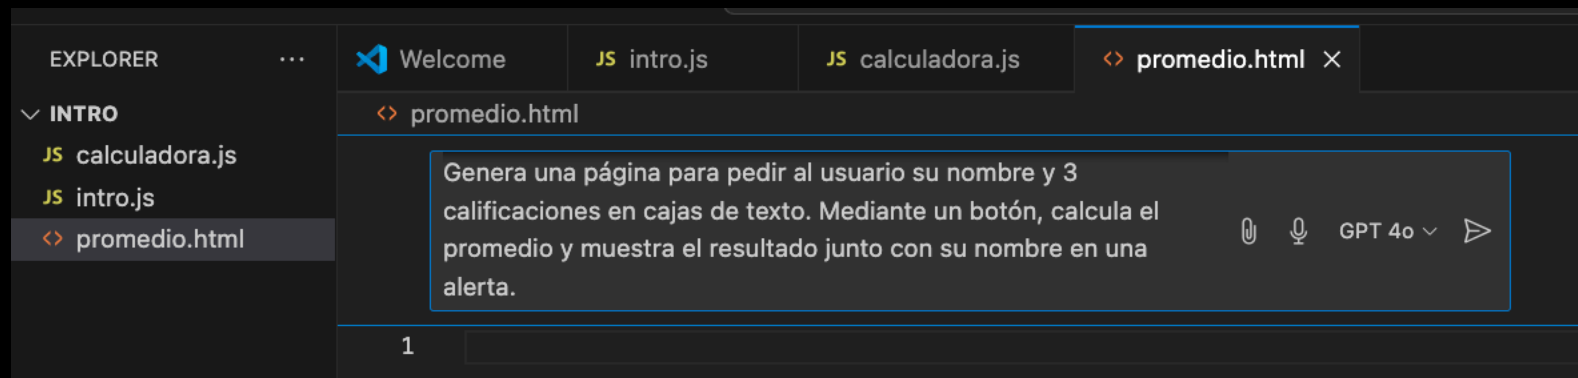 EXPLORER ...
INTRO
JS calculadora.js
JS intro.js
<> promedio.html
Welcome
JS intro.js
JS calculadora.js
<> promedio.html ×
<> promedio.html
Genera una página para pedir al usuario su nombre y 3
calificaciones en cajas de texto. Mediante un botón, calcula el
promedio y muestra el resultado junto con su nombre en una
alerta.
GPT 4o
1